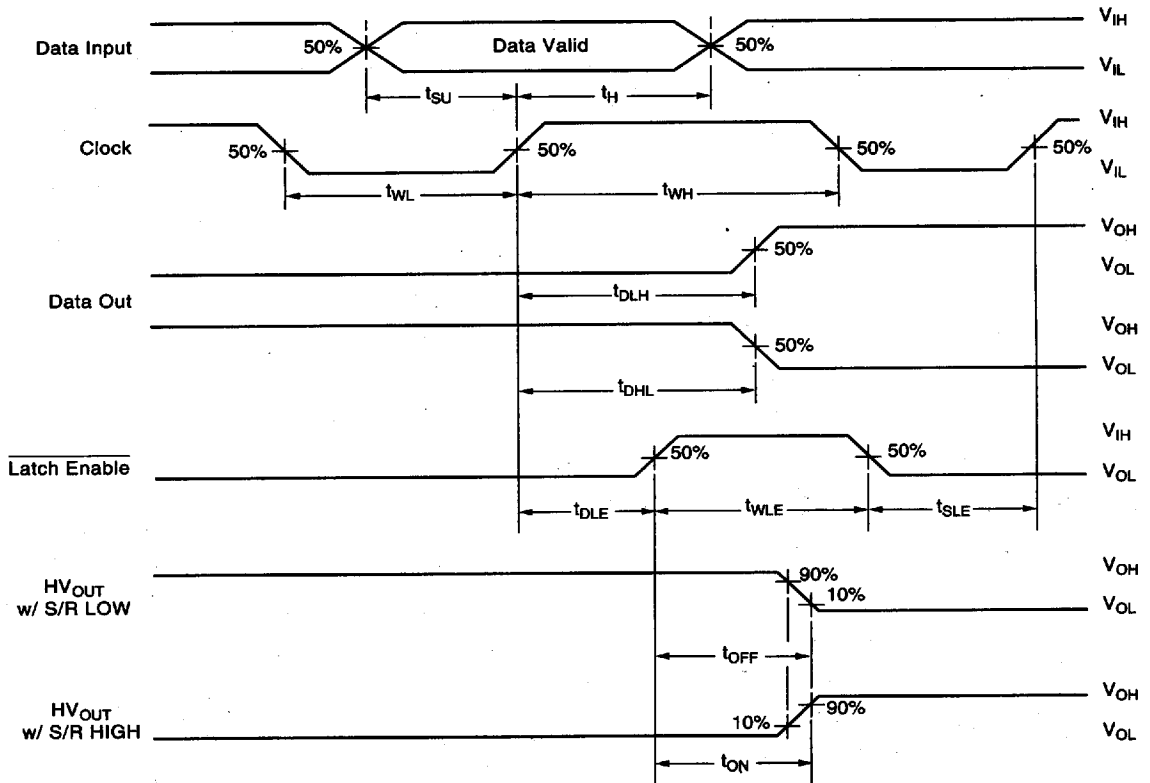 Data Input 50% Data Valid 50% VIH
VIL
tSU tH
Clock 50% 50% 50% 50% VIH
VIL
tWL tWH
Data Out
50% VOH
VOL
tDLH
50% VOH
VOL
tDHL
Latch Enable 50% 50% VIH
VOL
tDLE tWLE tSLE
HVOUT
w/ S/R LOW
90% VOH
10% VOL
tOFF
HVOUT
w/ S/R HIGH
10% 90% VOH
VOL
tON